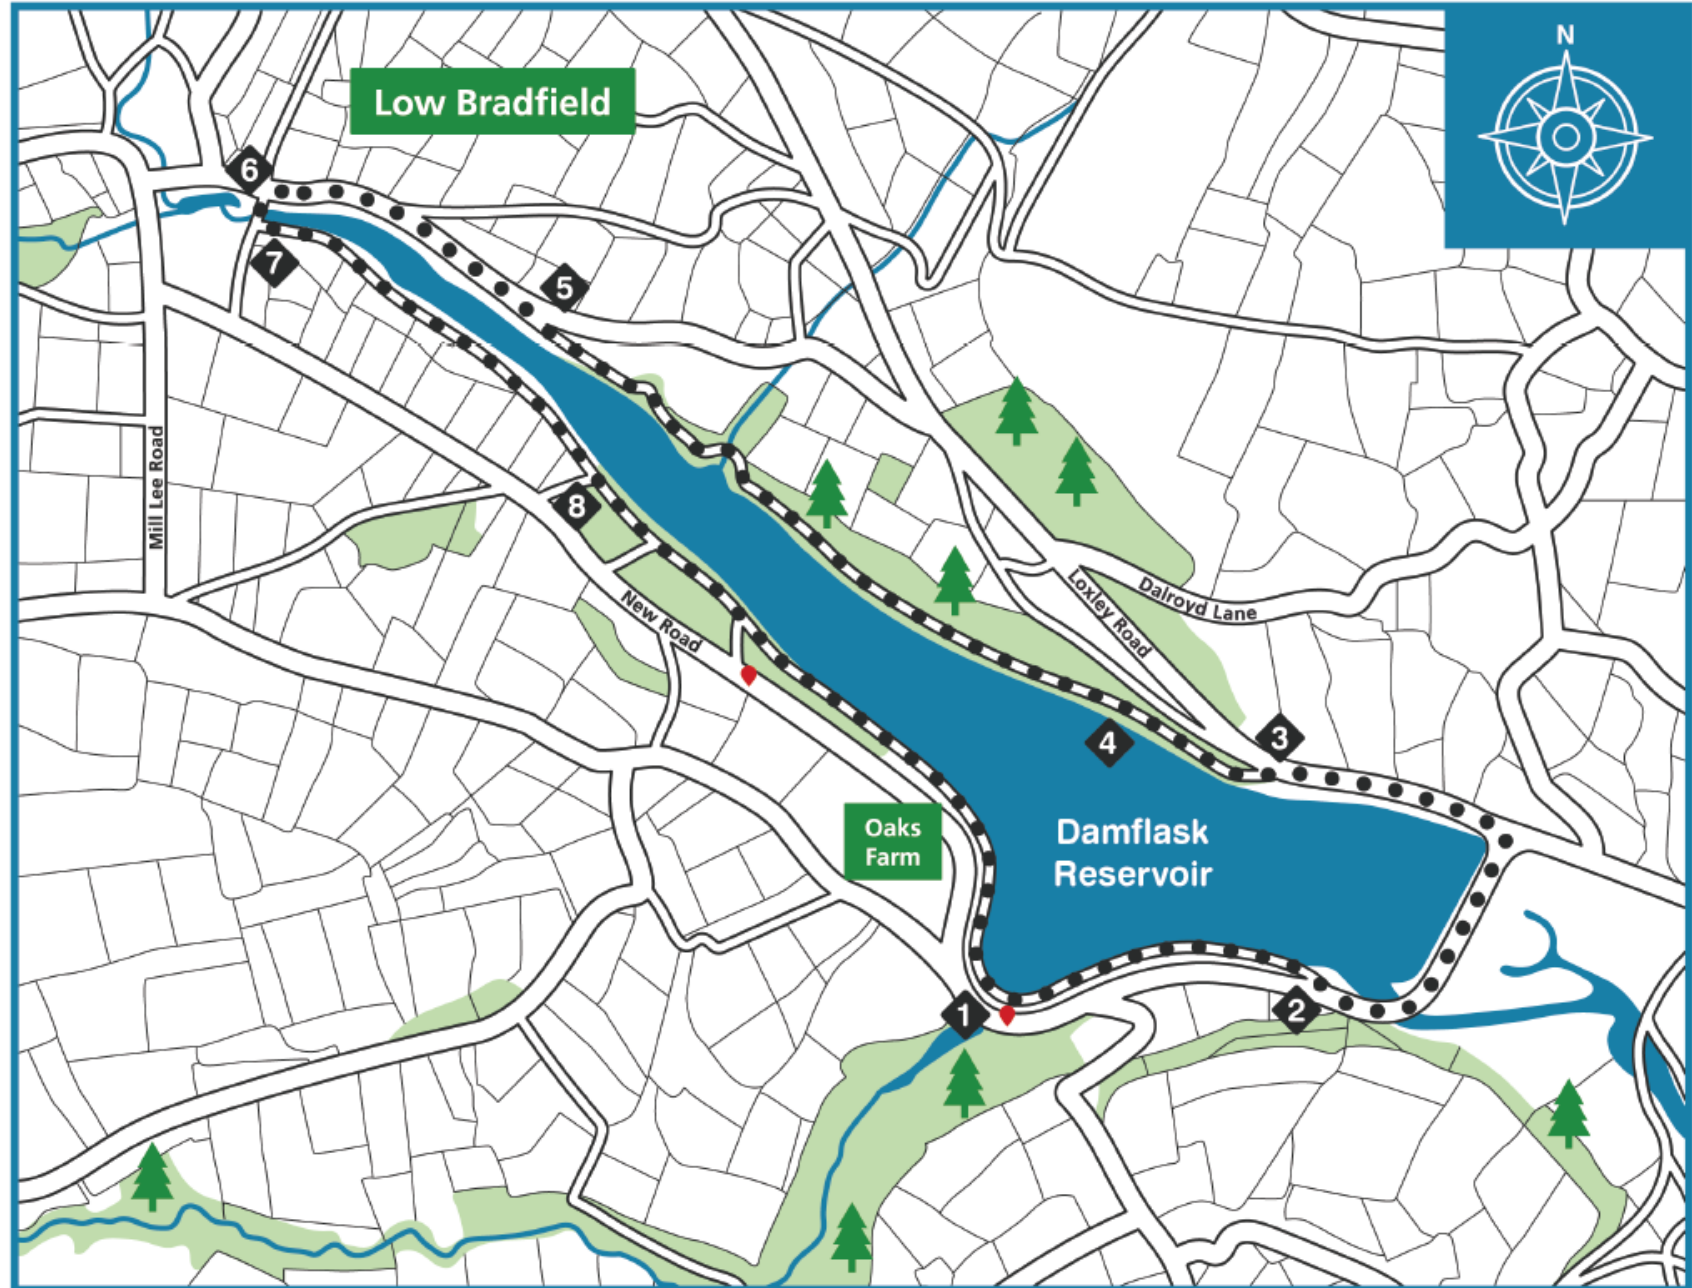 N
Low Bradfield
6
7
5
Mill Lee Road
8
New Road
Loxley Road
Dalroyd Lane
4
3
Oaks
Farm
Damflask
Reservoir
1
2